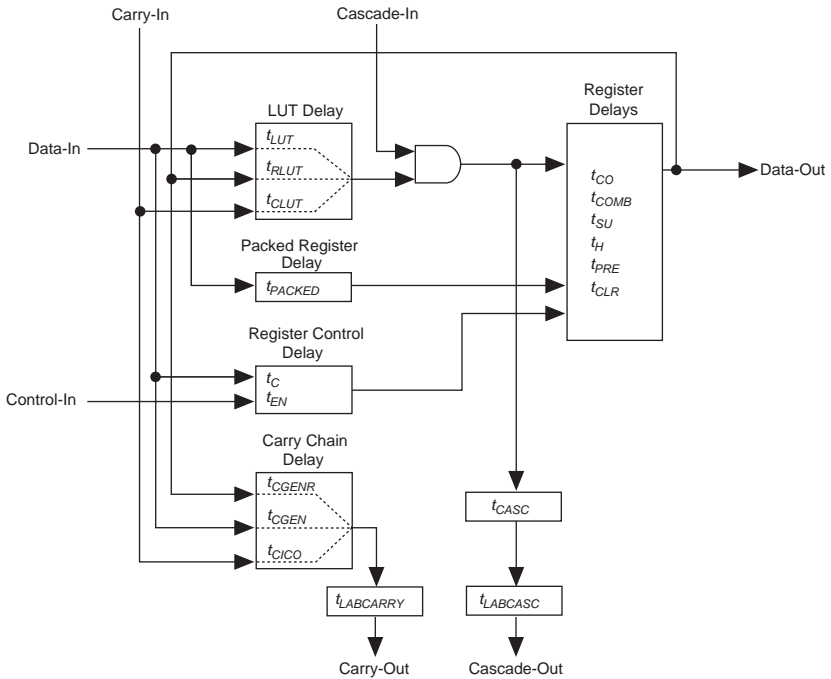 Carry-In
Cascade-In
LUT Delay
Register
Delays
Data-In
tLUT
tRLUT
tCLUT
tCO
tCOMB
tSU
tH
tPRE
tCLR
Data-Out
Packed Register
Delay
tPACKED
Register Control
Delay
tC
tEN
Control-In
Carry Chain
Delay
tCGENR
tCGEN
tCICO
tCASC
tLABCARRY
tLABCASC
Carry-Out
Cascade-Out